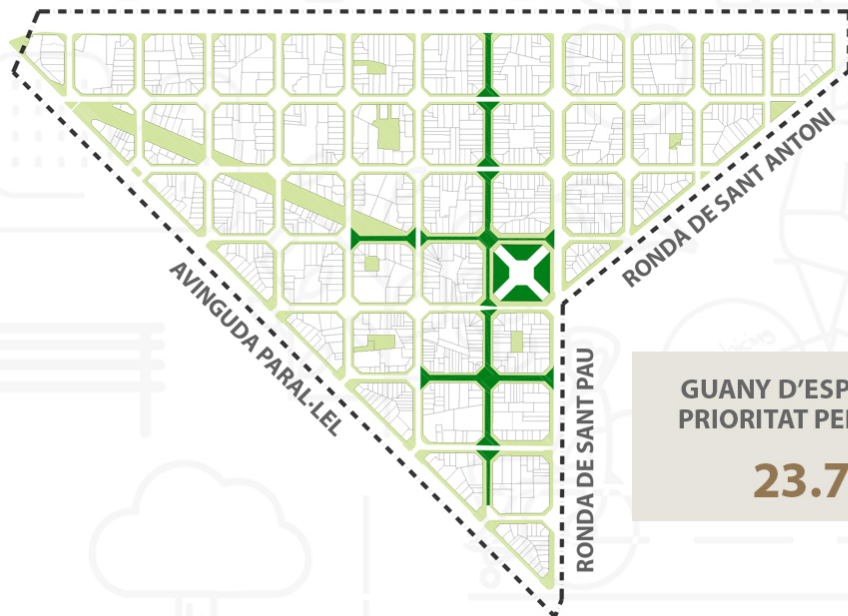 RONDA DE SANT ANTONI
AVINGUDA PARAL·LEL
RONDA DE SANT PAU
GUANY D'ESP
PRIORITAT PE
23.7